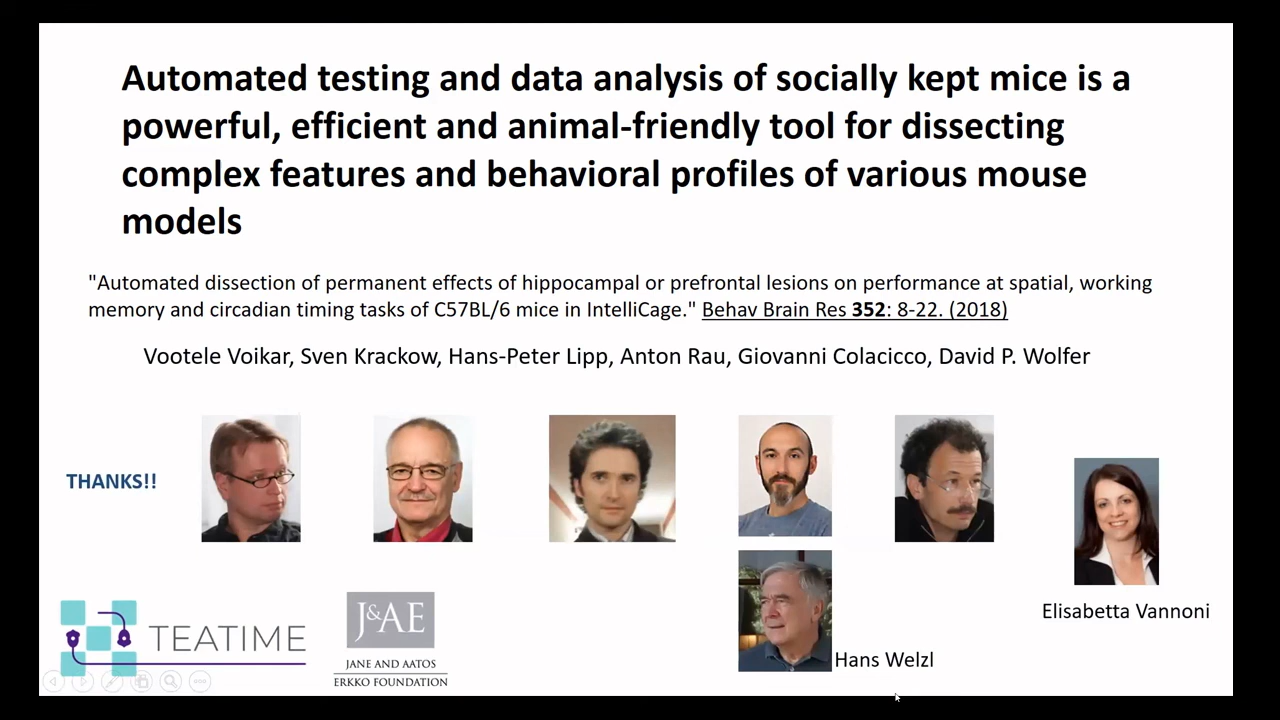 Automated testing and data analysis of socially kept mice is a
powerful, efficient and animal-friendly tool for dissecting
complex features and behavioral profiles of various mouse
models
"Automated dissection of permanent effects of hippocampal or prefrontal lesions on performance at spatial, working
memory and circadian timing tasks of C57BL/6 mice in IntelliCage." Behav Brain Res 352: 8-22. (2018)
Vootele Voikar, Sven Krackow, Hans-Peter Lipp, Anton Rau, Giovanni Colacicco, David P. Wolfer
THANKS!!
Elisabetta Vannoni
Hans Welzl
TEATIME
J&AE
JANE AND AATOS
ERKKO FOUNDATION